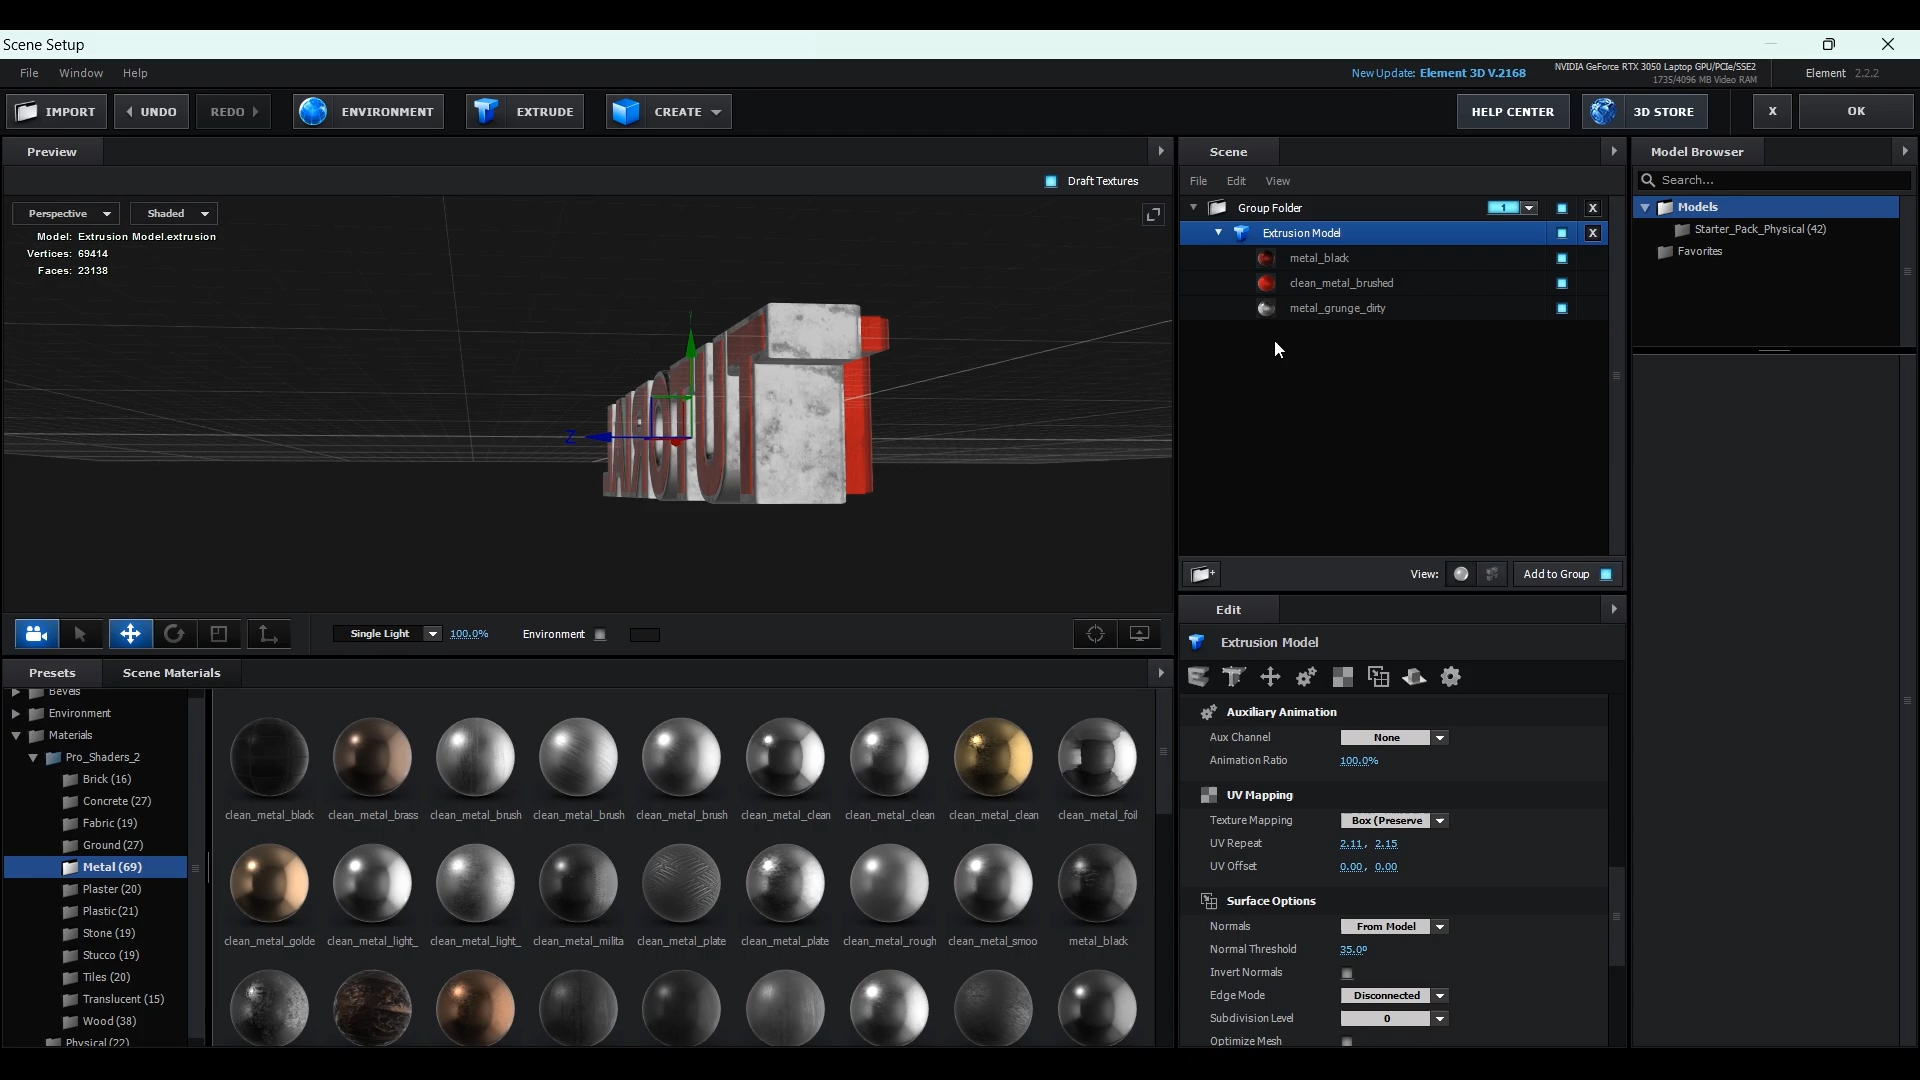 Scene Setup
File Window Help
New Update: Element 3D V.2168
NVIDIA GeForce RTX 3050 Laptop GPU/PCIe/SSE2
1735/4096 MB Video RAM
Element 2.2.2
IMPORT UNDO REDO ENVIRONMENT EXTRUDE CREATE HELP CENTER 3D STORE X OK
Preview
Draft Textures
Perspective Shaded
Model: Extrusion Model.extrusion
Vertices: 69414
Faces: 23138
Z
Single Light 100.0% Environment
Scene
File Edit View
Group Folder 1 X
Extrusion Model X
metal_black
clean_metal_brushed
metal_grunge_dirty
View: Add to Group
Model Browser
Search...
Models
Starter_Pack_Physical (42)
Favorites
Presets Scene Materials
Bevels
Environment
Materials
Pro_Shaders_2
Brick (16)
Concrete (27)
Fabric (19)
Ground (27)
Metal (69)
Plaster (20)
Plastic (21)
Stone (19)
Stucco (19)
Tiles (20)
Translucent (15)
Wood (38)
Physical (22)
clean_metal_black clean_metal_brass clean_metal_brush clean_metal_brush clean_metal_brush clean_metal_clean clean_metal_clean clean_metal_clean clean_metal_foil
clean_metal_golde clean_metal_light_ clean_metal_light_ clean_metal_milita clean_metal_plate clean_metal_plate clean_metal_rough clean_metal_smoo metal_black
Edit
Extrusion Model
Auxiliary Animation
Aux Channel None
Animation Ratio 100.0%
UV Mapping
Texture Mapping Box (Preserve
UV Repeat 2.11, 2.15
UV Offset 0.00, 0.00
Surface Options
Normals From Model
Normal Threshold 35.0º
Invert Normals
Edge Mode Disconnected
Subdivision Level 0
Optimize Mesh